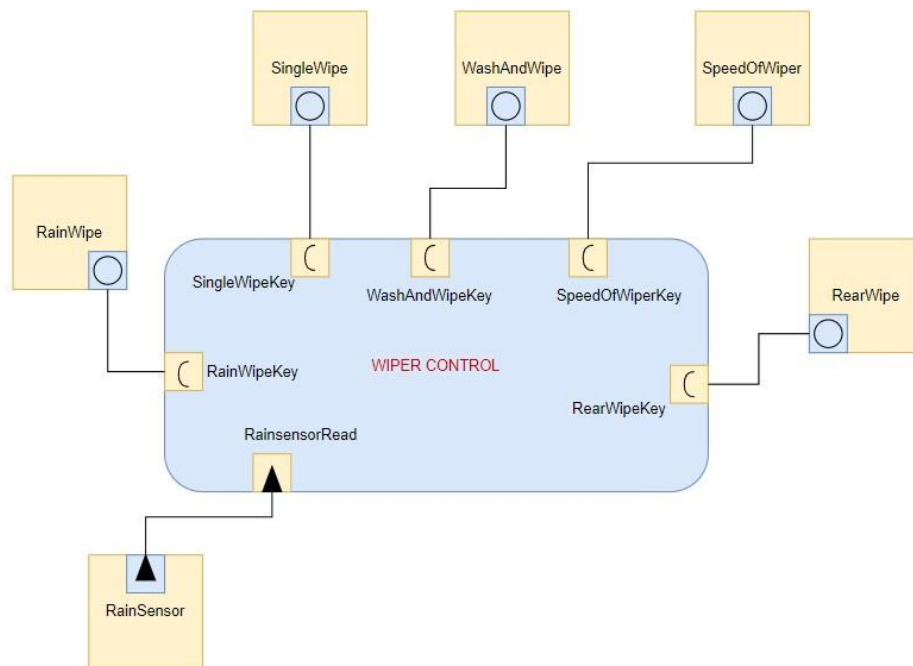 SingleWipe
WashAndWipe
SpeedOfWiper
RainWipe
SingleWipeKey
WashAndWipeKey
SpeedOfWiperKey
RearWipe
RainWipeKey
WIPER CONTROL
RearWipeKey
RainsensorRead
RainSensor